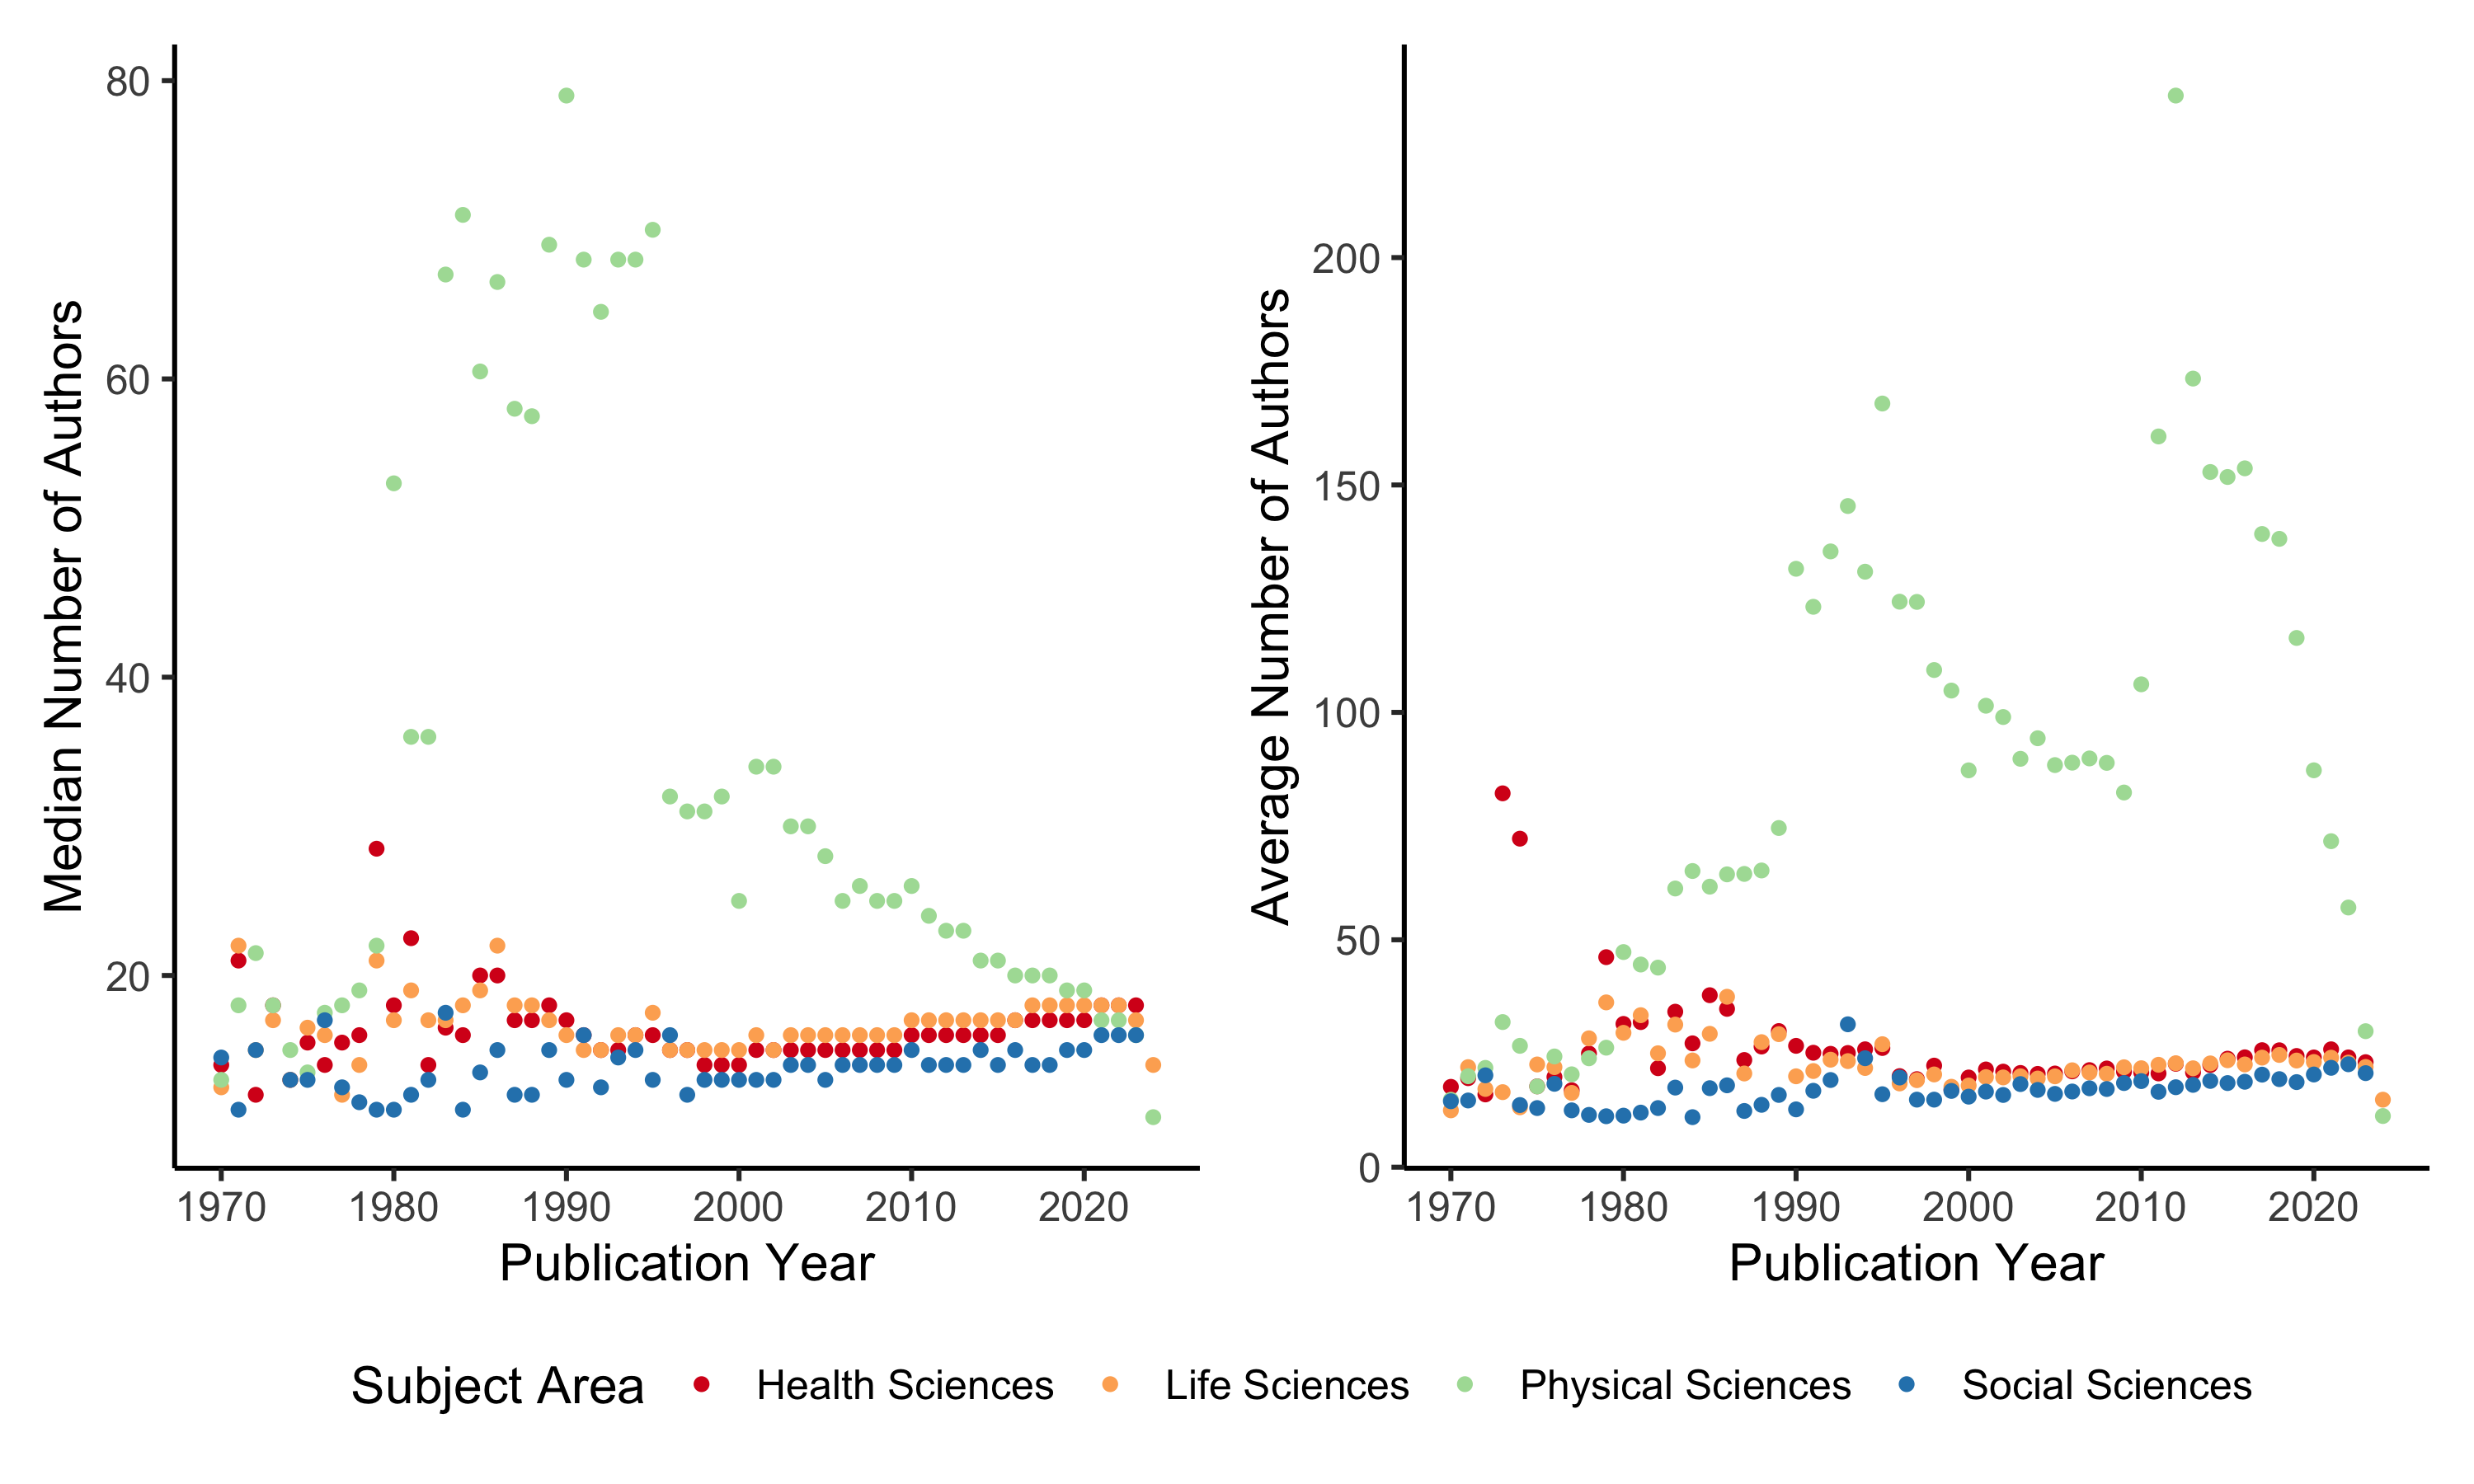 Median Number of Authors
80
60
40
20
1970 1980 1990 2000 2010 2020
Publication Year
Average Number of Authors
200
150
100
50
0
1970 1980 1990 2000 2010 2020
Publication Year
Subject Area Health Sciences Life Sciences Physical Sciences Social Sciences